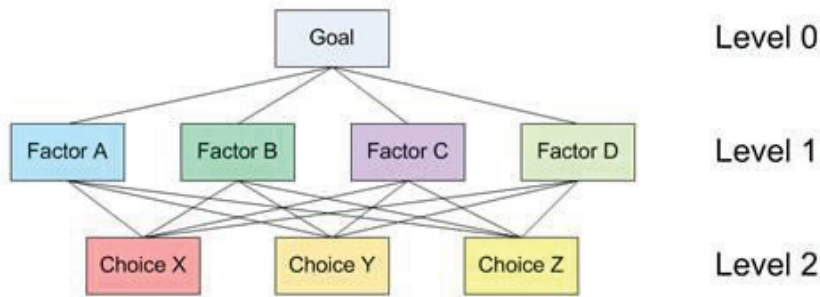 Goal
Level 0
Factor A
Factor B
Factor C
Factor D
Level 1
Choice X
Choice Y
Choice Z
Level 2